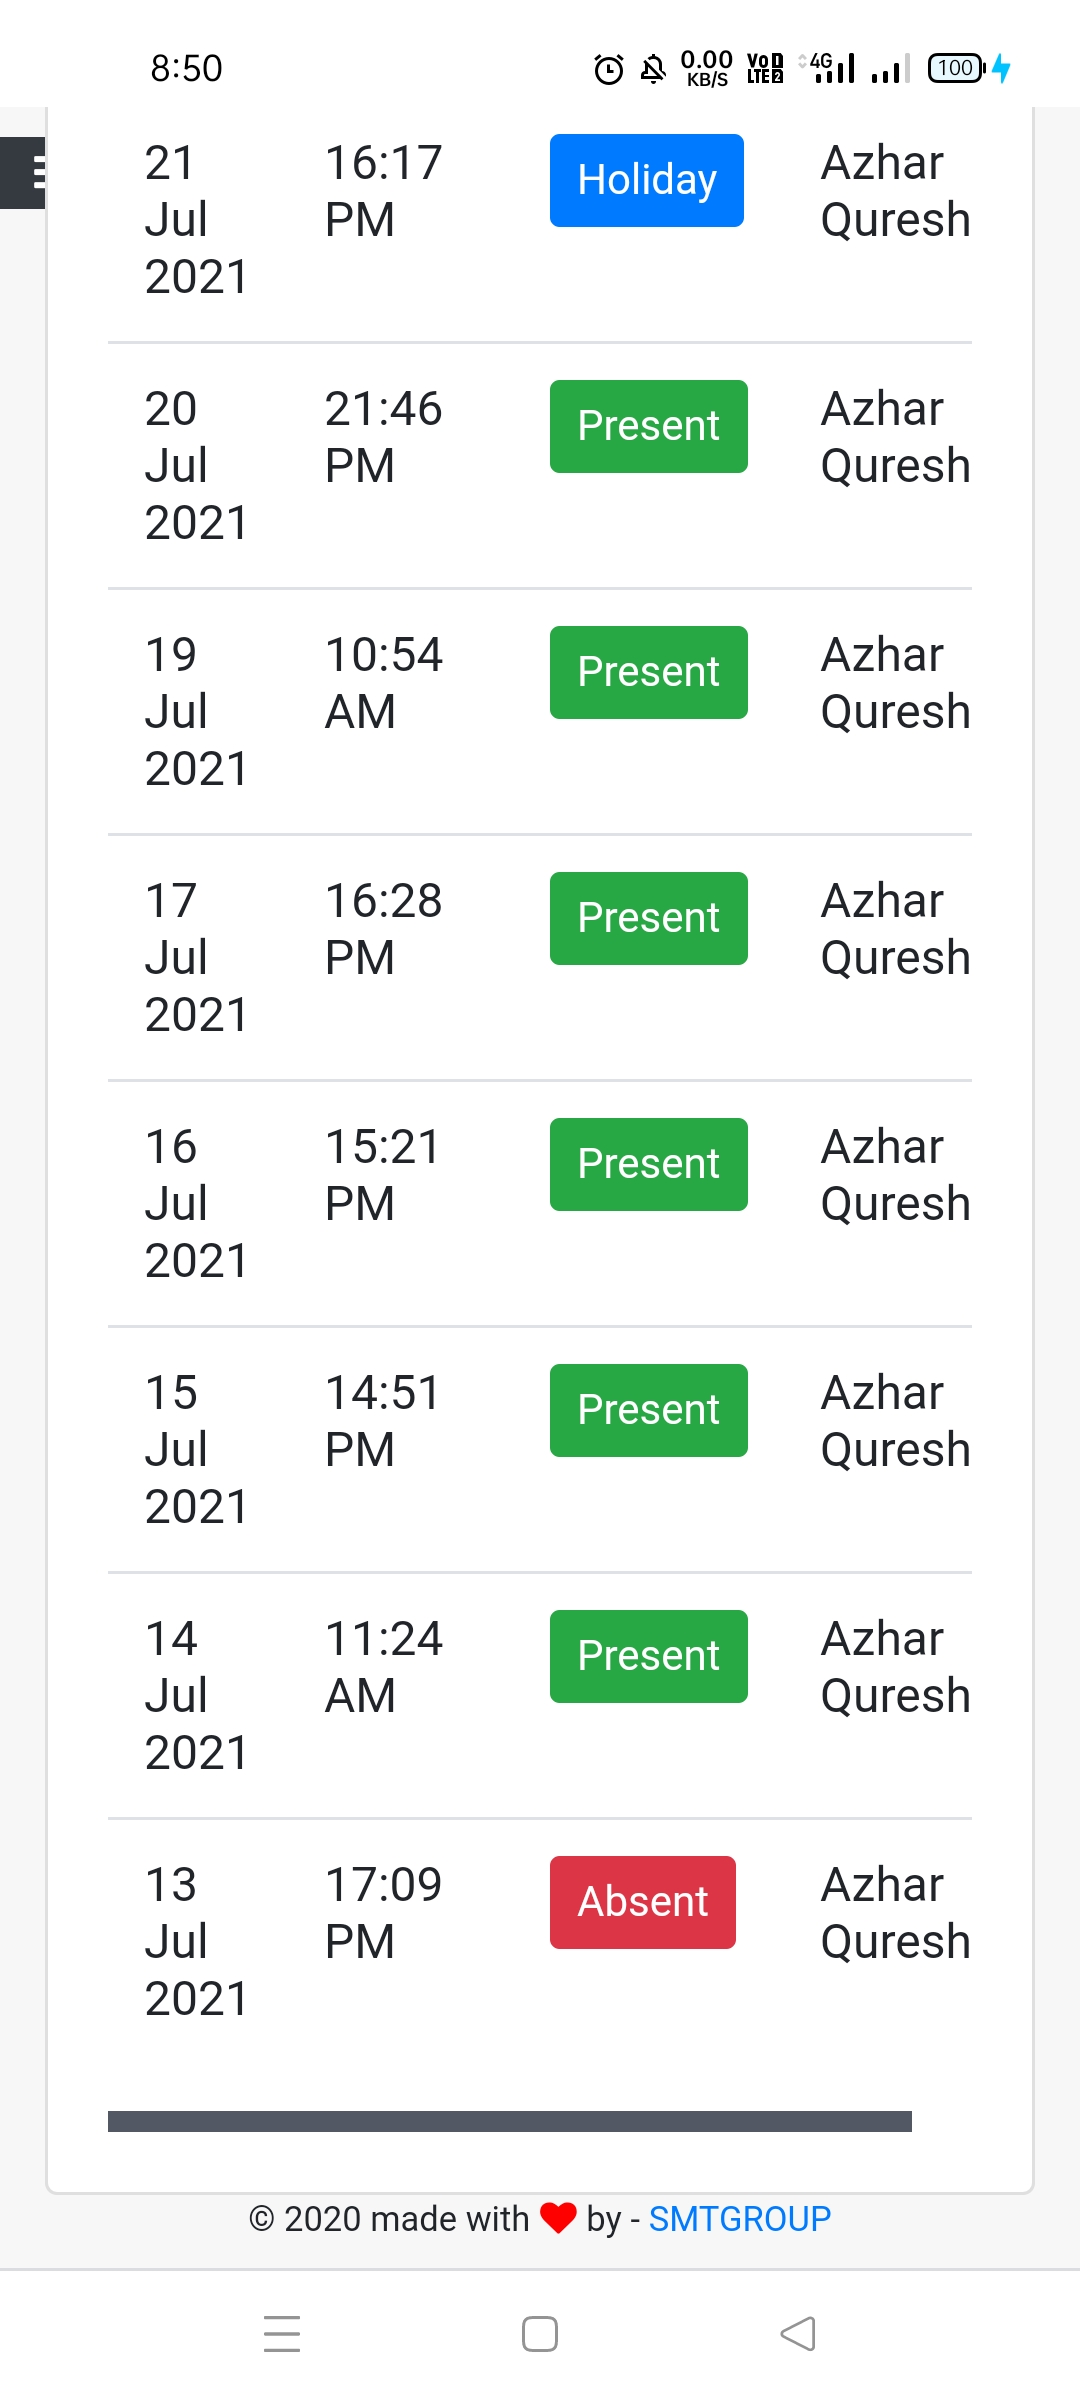 8:50 0.00 KB/S VoLTE 1 2 4G 100
21 Jul 2021 16:17 PM Holiday Azhar Quresh
20 Jul 2021 21:46 PM Present Azhar Quresh
19 Jul 2021 10:54 AM Present Azhar Quresh
17 Jul 2021 16:28 PM Present Azhar Quresh
16 Jul 2021 15:21 PM Present Azhar Quresh
15 Jul 2021 14:51 PM Present Azhar Quresh
14 Jul 2021 11:24 AM Present Azhar Quresh
13 Jul 2021 17:09 PM Absent Azhar Quresh
© 2020 made with ❤ by - SMTGROUP